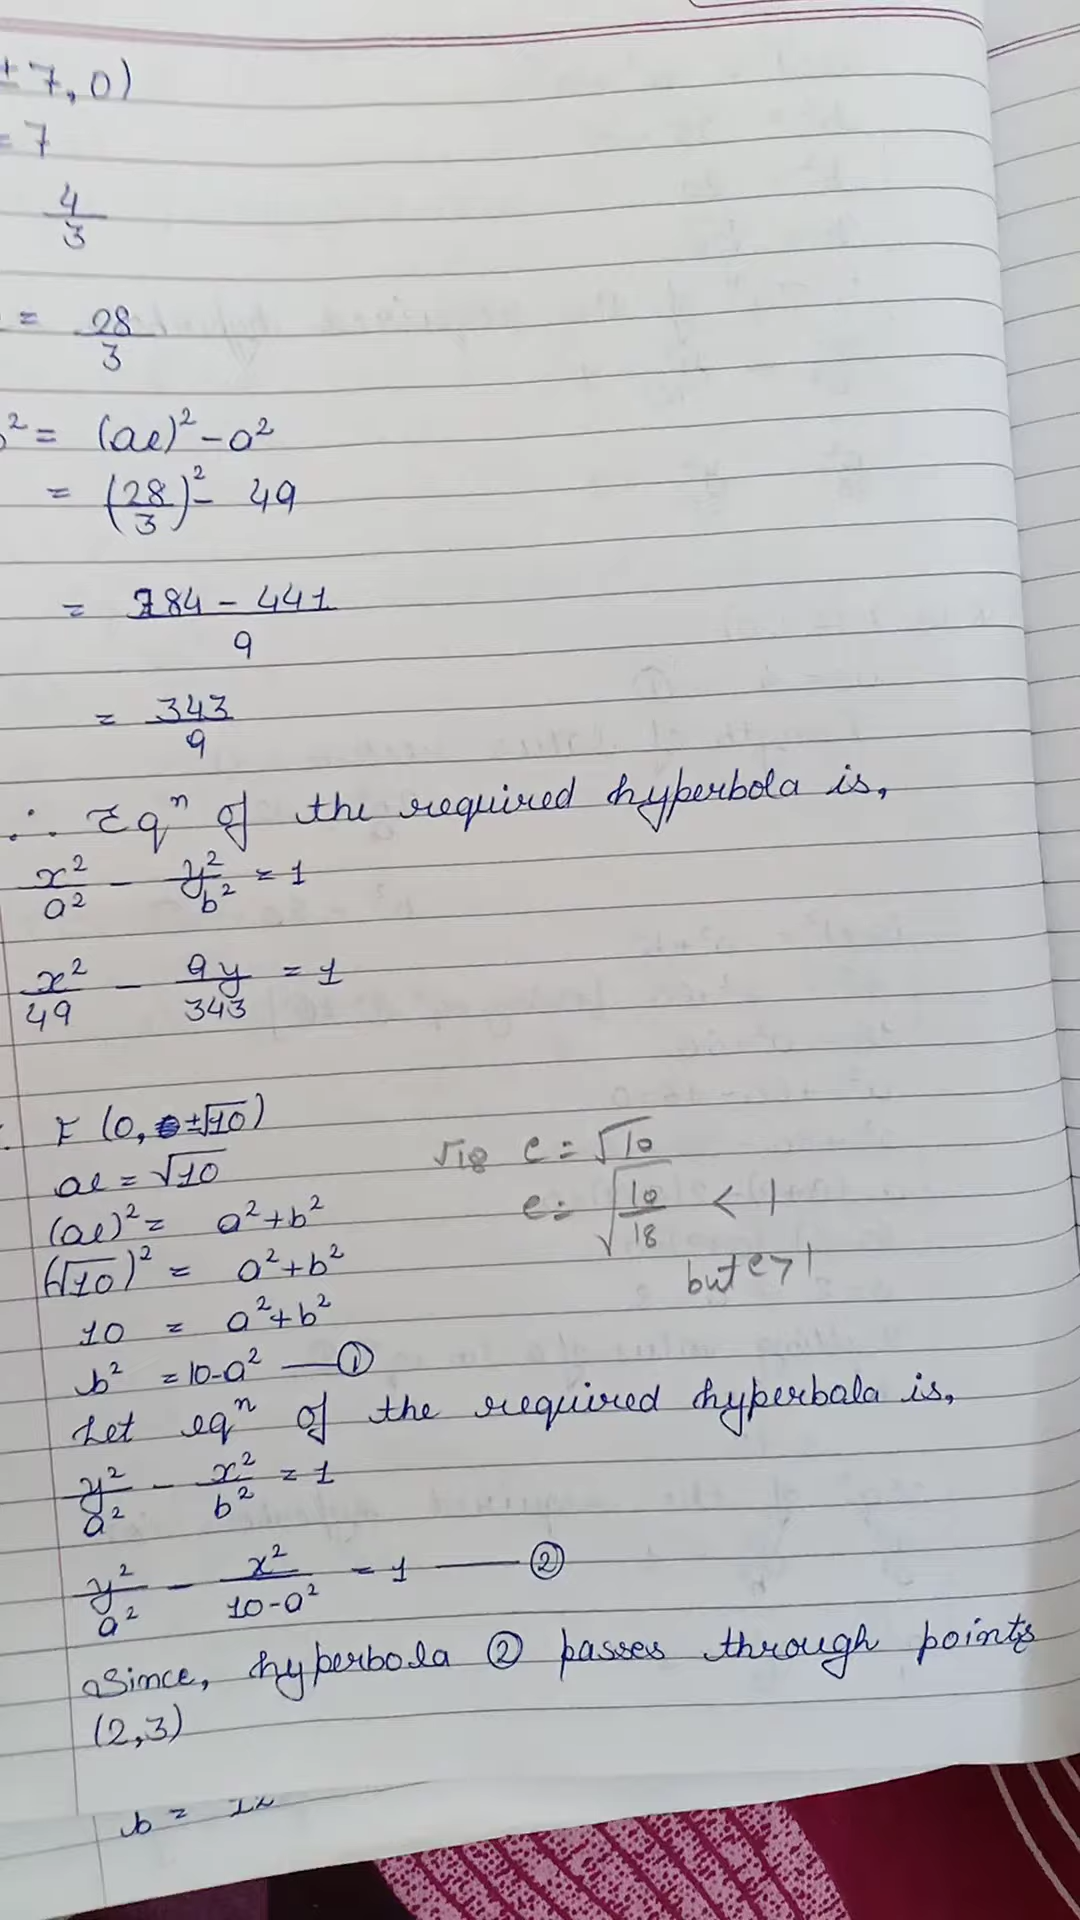 ± 7, 0)
= 7
4/3
= 28/3
b² = (ae)² - a²
= (28/3)² - 49
= 784 - 441 / 9
= 343/9
∴ Eqⁿ of the required hyperbola is,
x²/a² - y²/b² = 1
x²/49 - 9y/343 = 1
F (0, ±√10)
ae = √10
√18 e = √10
(ae)² = a² + b²
e = √(10/18) < 1
(√10)² = a² + b²
but e > 1
10 = a² + b²
b² = 10 - a² — ①
Let eqⁿ of the required hyperbala is,
y²/a² - x²/b² = 1
y²/a² - x²/10-a² = 1 — ②
Since, hyperbola ② passes through points
(2,3)
b = 12